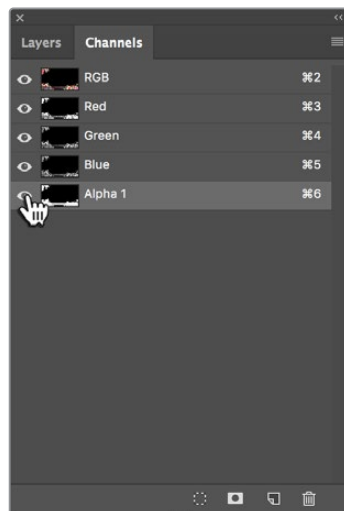 Layers Channels
RGB ⌘2
Red ⌘3
Green ⌘4
Blue ⌘5
Alpha 1 ⌘6